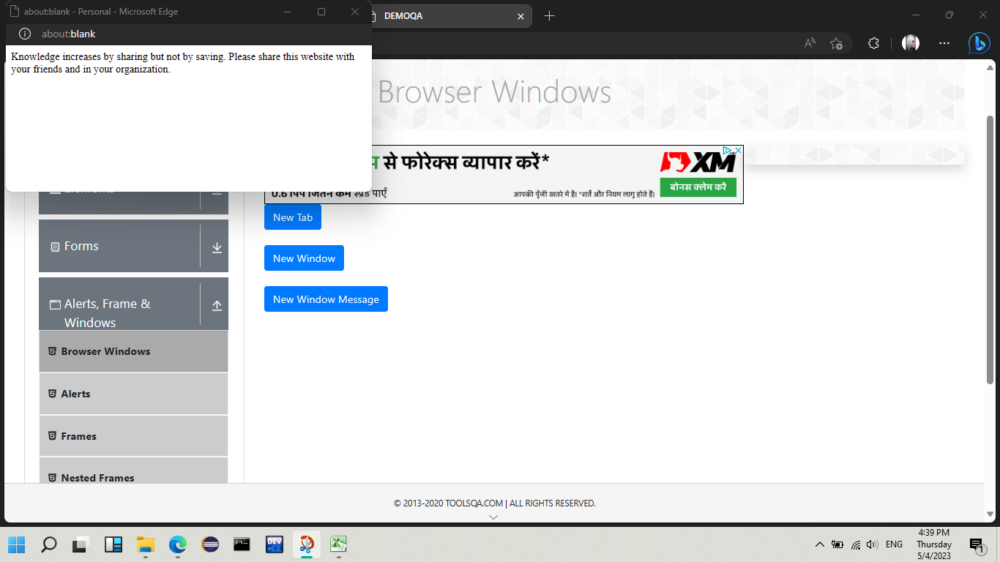 about:blank - Personal - Microsoft Edge
DEMOQA
about:blank
Knowledge increases by sharing but not by saving. Please share this website with
your friends and in your organization.
Browser Windows
से फोरेक्स व्यापार करें*
XM
0.6 पिप जितने कम स्प्रेड पाएँ
आपकी पूँजी खतरे में है। *शर्तें और नियम लागू होते हैं।
बोनस क्लेम करें
Elements
New Tab
Forms
New Window
Alerts, Frame &
Windows
New Window Message
Browser Windows
Alerts
Frames
Nested Frames
© 2013-2020 TOOLSQA.COM | ALL RIGHTS RESERVED.
DEV
ENG
4:39 PM
Thursday
5/4/2023
1